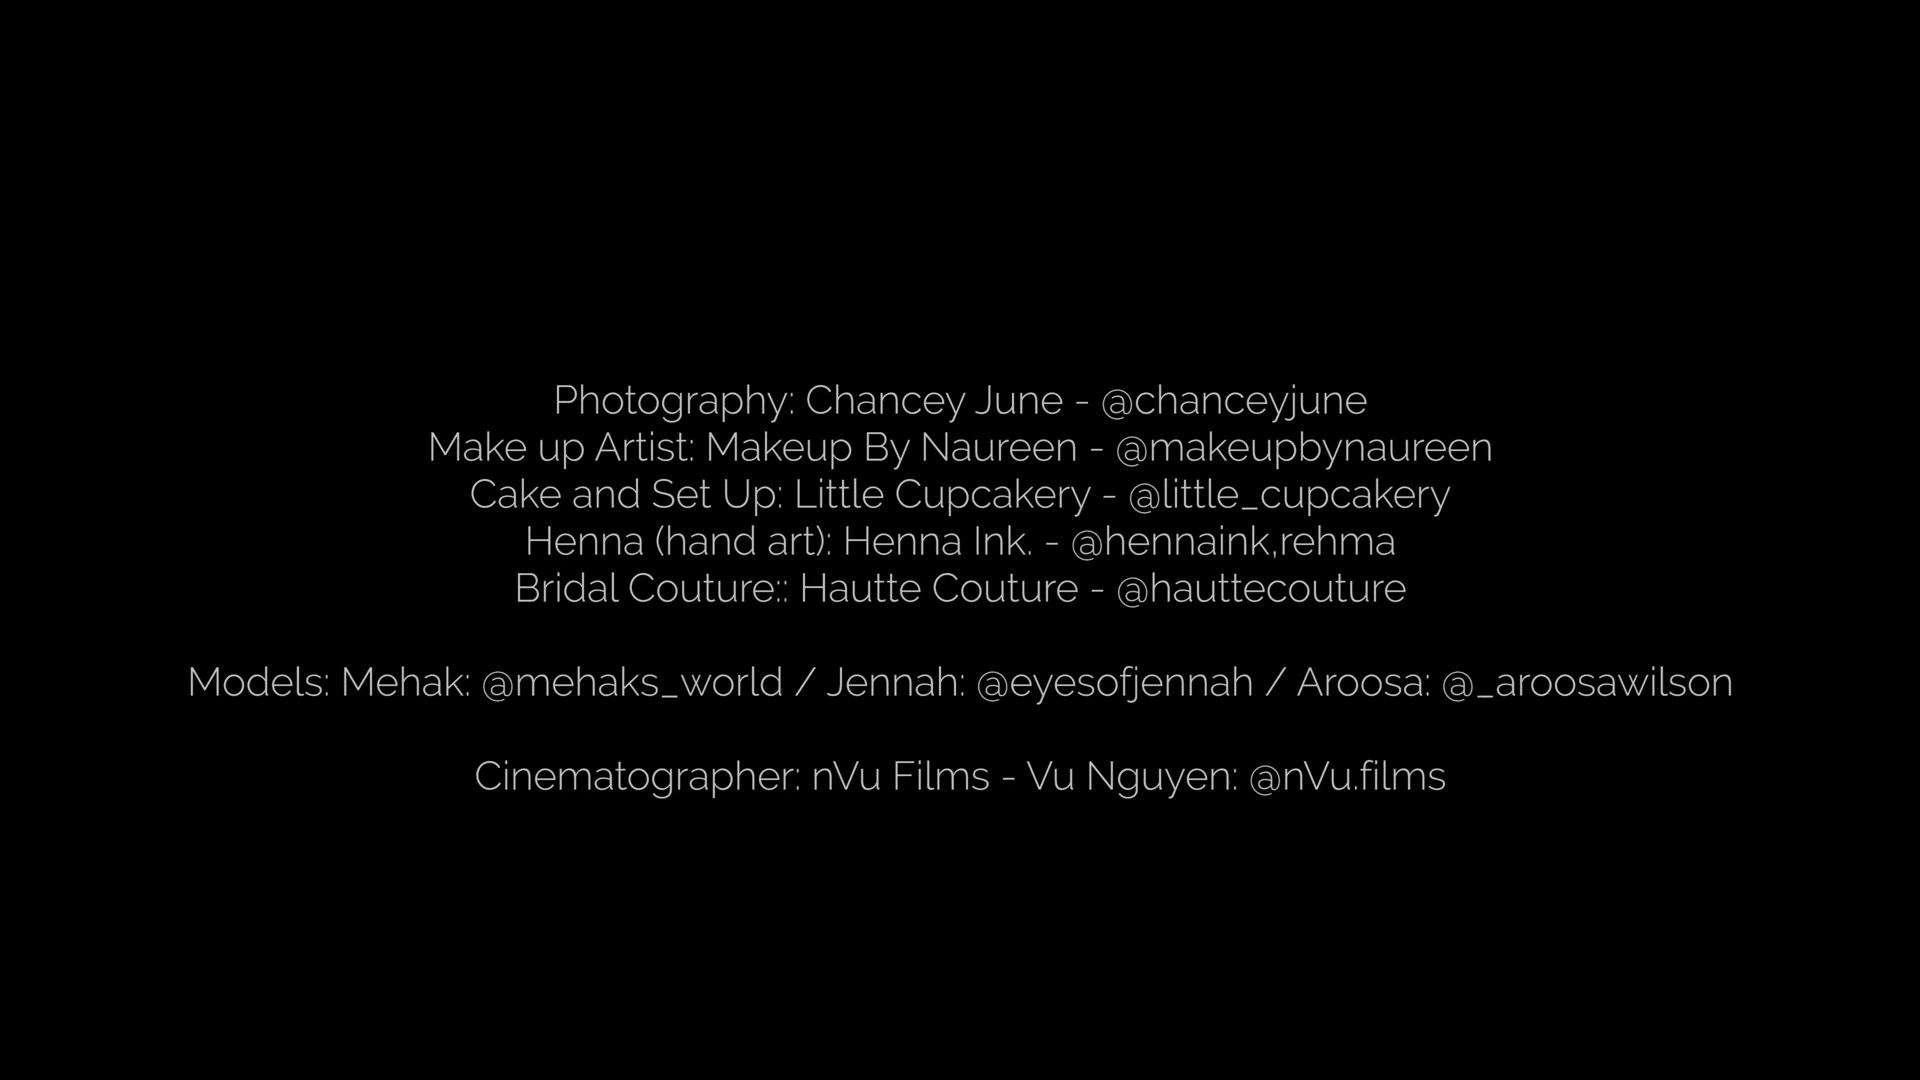 Photography: Chancey June - @chanceyjune
Make up Artist: Makeup By Naureen - @makeupbynaureen
Cake and Set Up: Little Cupcakery - @little_cupcakery
Henna (hand art): Henna Ink. - @hennaink,rehma
Bridal Couture:: Hautte Couture - @hauttecouture
Models: Mehak: @mehaks_world / Jennah: @eyesofjennah / Aroosa: @_aroosawilson
Cinematographer: nVu Films - Vu Nguyen: @nVu.films